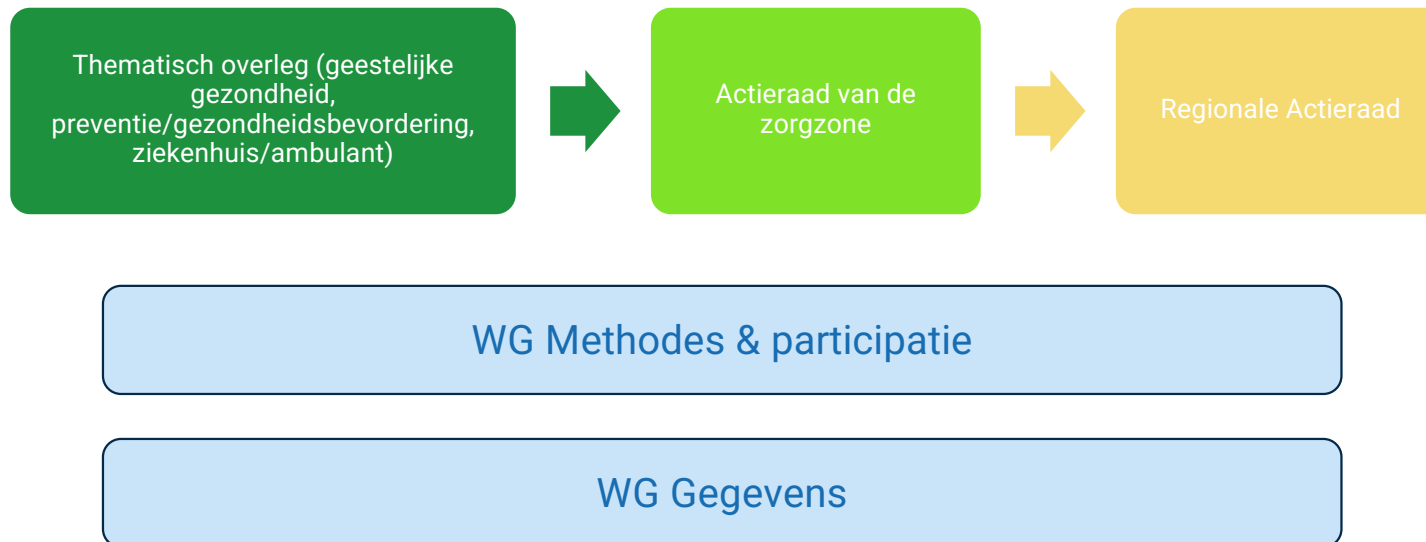 Thematisch overleg (geestelijke
gezondheid,
preventie/gezondheidsbevordering,
ziekenhuis/ambulant)
Actieraad van de
zorgzone
Regionale Actieraad
WG Methodes & participatie
WG Gegevens